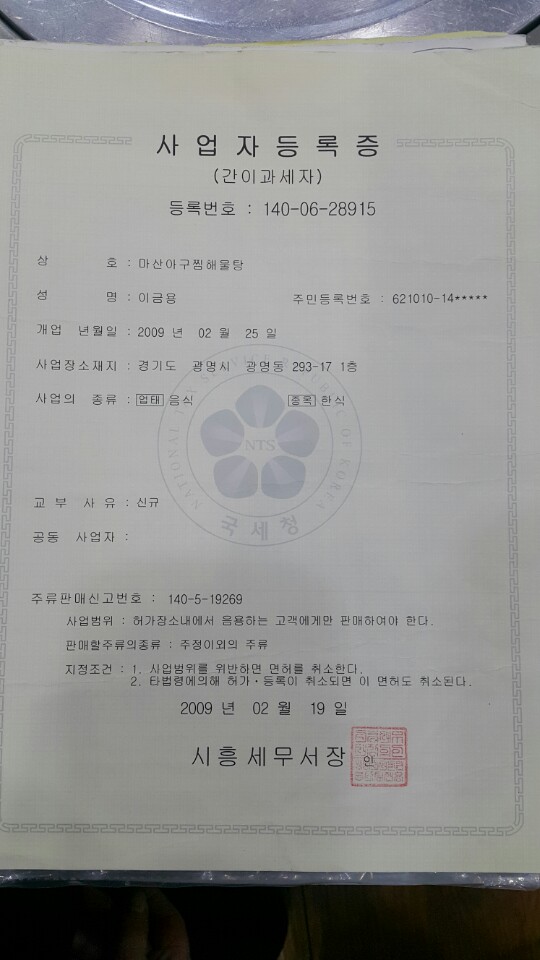 사업자등록증
(간이과세자)
등록번호 : 140-06-28915
상 호 : 마산아구찜해물탕
성 명 : 이금용 주민등록번호 : 621010-14*****
개업 년월일 : 2009 년 02 월 25 일
사업장소재지 : 경기도 광명시 광명동 293-17 1층
사업의 종류 : 업태 음식 종목 한식
NATIONAL TAX SERVICE REPUBLIC OF KOREA
NTS
국세청
교 부 사 유 : 신규
공동 사업자 :
주류판매신고번호 : 140-5-19269
사업범위 : 허가장소내에서 음용하는 고객에게만 판매하여야 한다.
판매할주류의종류 : 주정이외의 주류
지정조건 : 1. 사업범위를 위반하면 면허를 취소한다.
2. 타법령에의해 허가·등록이 취소되면 이 면허도 취소된다.
2009 년 02 월 19 일
시흥세무서장 인